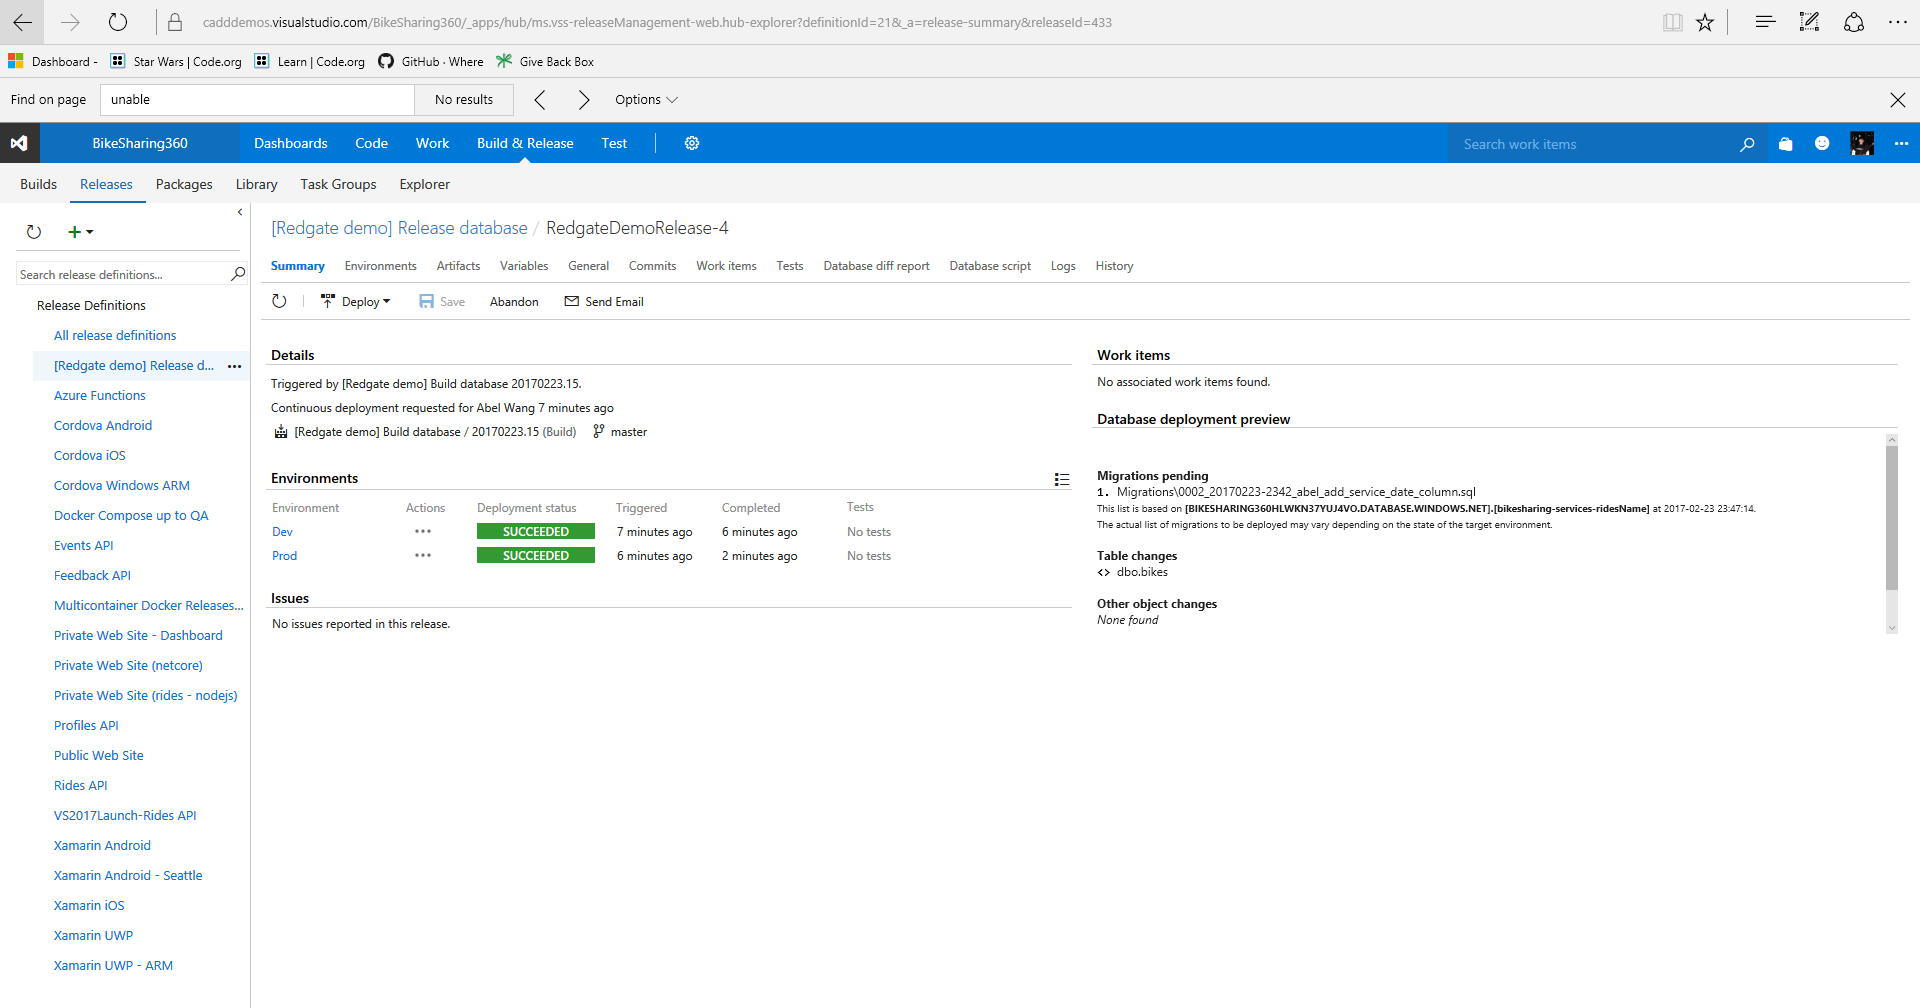 cadddemos.visualstudio.com/BikeSharing360/_apps/hub/ms.vss-releaseManagement-web.hub-explorer?definitionId=21&_a=release-summary&releaseId=433
Dashboard - Star Wars | Code.org Learn | Code.org GitHub · Where Give Back Box
Find on page unable No results Options
BikeSharing360 Dashboards Code Work Build & Release Test Search work items
Builds Releases Packages Library Task Groups Explorer
[Redgate demo] Release database / RedgateDemoRelease-4
Summary Environments Artifacts Variables General Commits Work items Tests Database diff report Database script Logs History
Deploy Save Abandon Send Email
Search release definitions...
Release Definitions
All release definitions
[Redgate demo] Release d... ...
Azure Functions
Cordova Android
Cordova iOS
Cordova Windows ARM
Docker Compose up to QA
Events API
Feedback API
Multicontainer Docker Releases...
Private Web Site - Dashboard
Private Web Site (netcore)
Private Web Site (rides - nodejs)
Profiles API
Public Web Site
Rides API
VS2017Launch-Rides API
Xamarin Android
Xamarin Android - Seattle
Xamarin iOS
Xamarin UWP
Xamarin UWP - ARM
Details
Triggered by [Redgate demo] Build database 20170223.15.
Continuous deployment requested for Abel Wang 7 minutes ago
[Redgate demo] Build database / 20170223.15 (Build) master
Environments
Environment Actions Deployment status Triggered Completed Tests
Dev ... SUCCEEDED 7 minutes ago 6 minutes ago No tests
Prod ... SUCCEEDED 6 minutes ago 2 minutes ago No tests
Issues
No issues reported in this release.
Work items
No associated work items found.
Database deployment preview
Migrations pending
1. Migrations\0002_20170223-2342_abel_add_service_date_column.sql
This list is based on [BIKESHARING360HLWKN37YUJ4VO.DATABASE.WINDOWS.NET].[bikesharing-services-ridesName] at 2017-02-23 23:47:14.
The actual list of migrations to be deployed may vary depending on the state of the target environment.
Table changes
<> dbo.bikes
Other object changes
None found